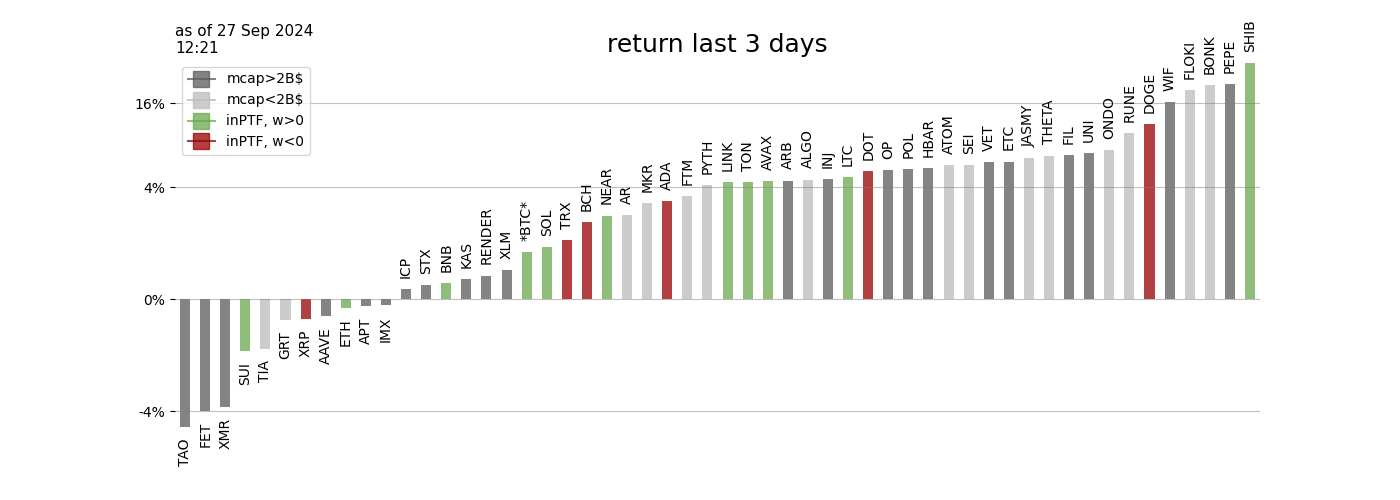 as of 27 Sep 2024
12:21
return last 3 days
mcap>2B$
mcap<2B$
inPTF, w>0
inPTF, w<0
16%
4%
0%
-4%
TAO
FET
XMR
SUI
TIA
GRT
XRP
AAVE
ETH
APT
IMX
ICP
STX
BNB
KAS
RENDER
XLM
*BTC*
SOL
TRX
BCH
NEAR
AR
MKR
ADA
FTM
PYTH
LINK
TON
AVAX
ARB
ALGO
INJ
LTC
DOT
OP
POL
HBAR
ATOM
SEI
VET
ETC
JASMY
THETA
FIL
UNI
ONDO
RUNE
DOGE
WIF
FLOKI
BONK
PEPE
SHIB